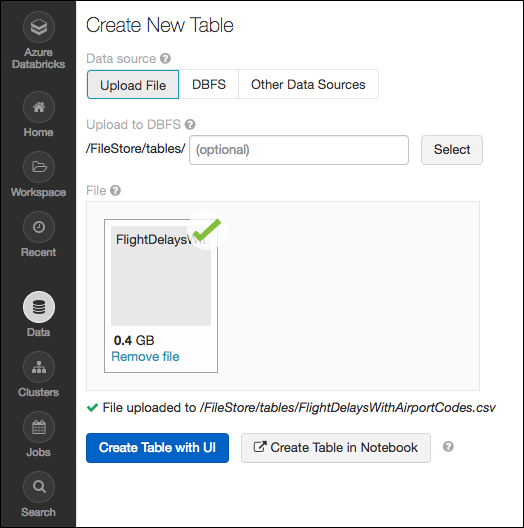 Azure
Databricks
Home
Workspace
Recent
Data
Clusters
Jobs
Search
Create New Table
Data source ?
Upload File DBFS Other Data Sources
Upload to DBFS ?
/FileStore/tables/ (optional) Select
File ?
FlightDelaysW
0.4 GB
Remove file
File uploaded to /FileStore/tables/FlightDelaysWithAirportCodes.csv
Create Table with UI Create Table in Notebook ?